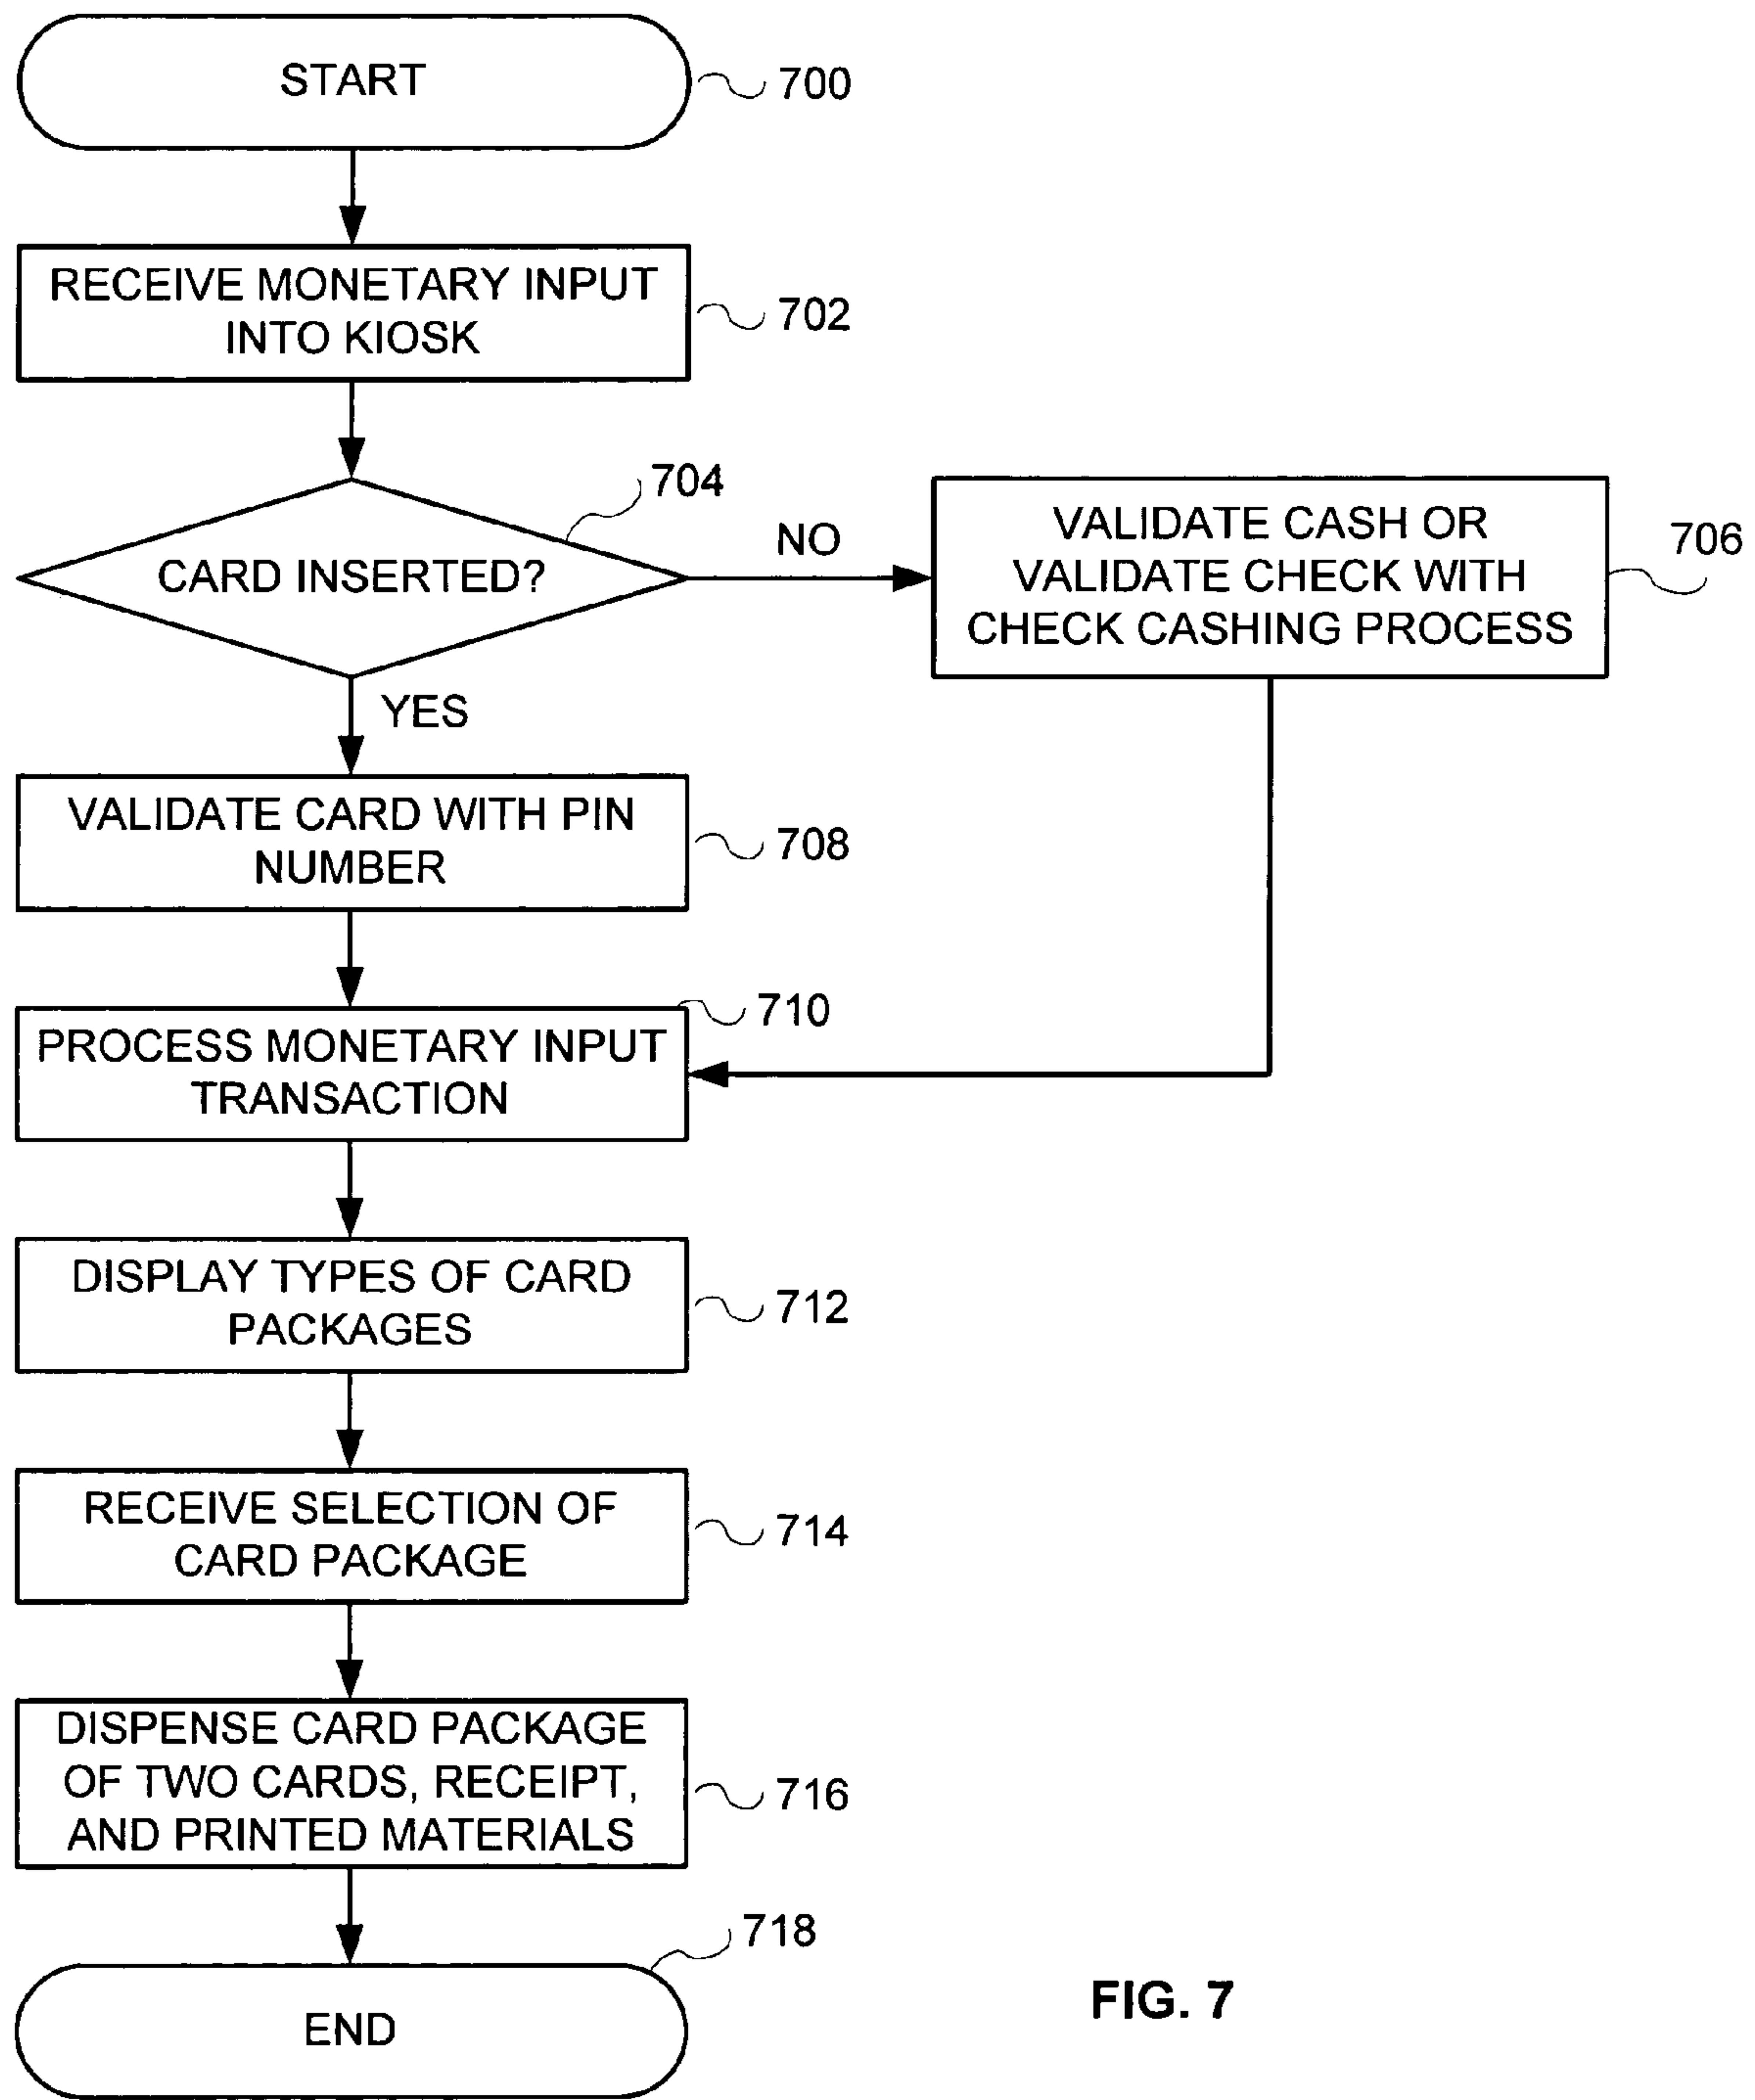 START
700
RECEIVE MONETARY INPUT
INTO KIOSK
702
704
CARD INSERTED?
NO
VALIDATE CASH OR
VALIDATE CHECK WITH
CHECK CASHING PROCESS
706
YES
VALIDATE CARD WITH PIN
NUMBER
708
710
PROCESS MONETARY INPUT
TRANSACTION
DISPLAY TYPES OF CARD
PACKAGES
712
RECEIVE SELECTION OF
CARD PACKAGE
714
DISPENSE CARD PACKAGE
OF TWO CARDS, RECEIPT,
AND PRINTED MATERIALS
716
718
END
FIG. 7